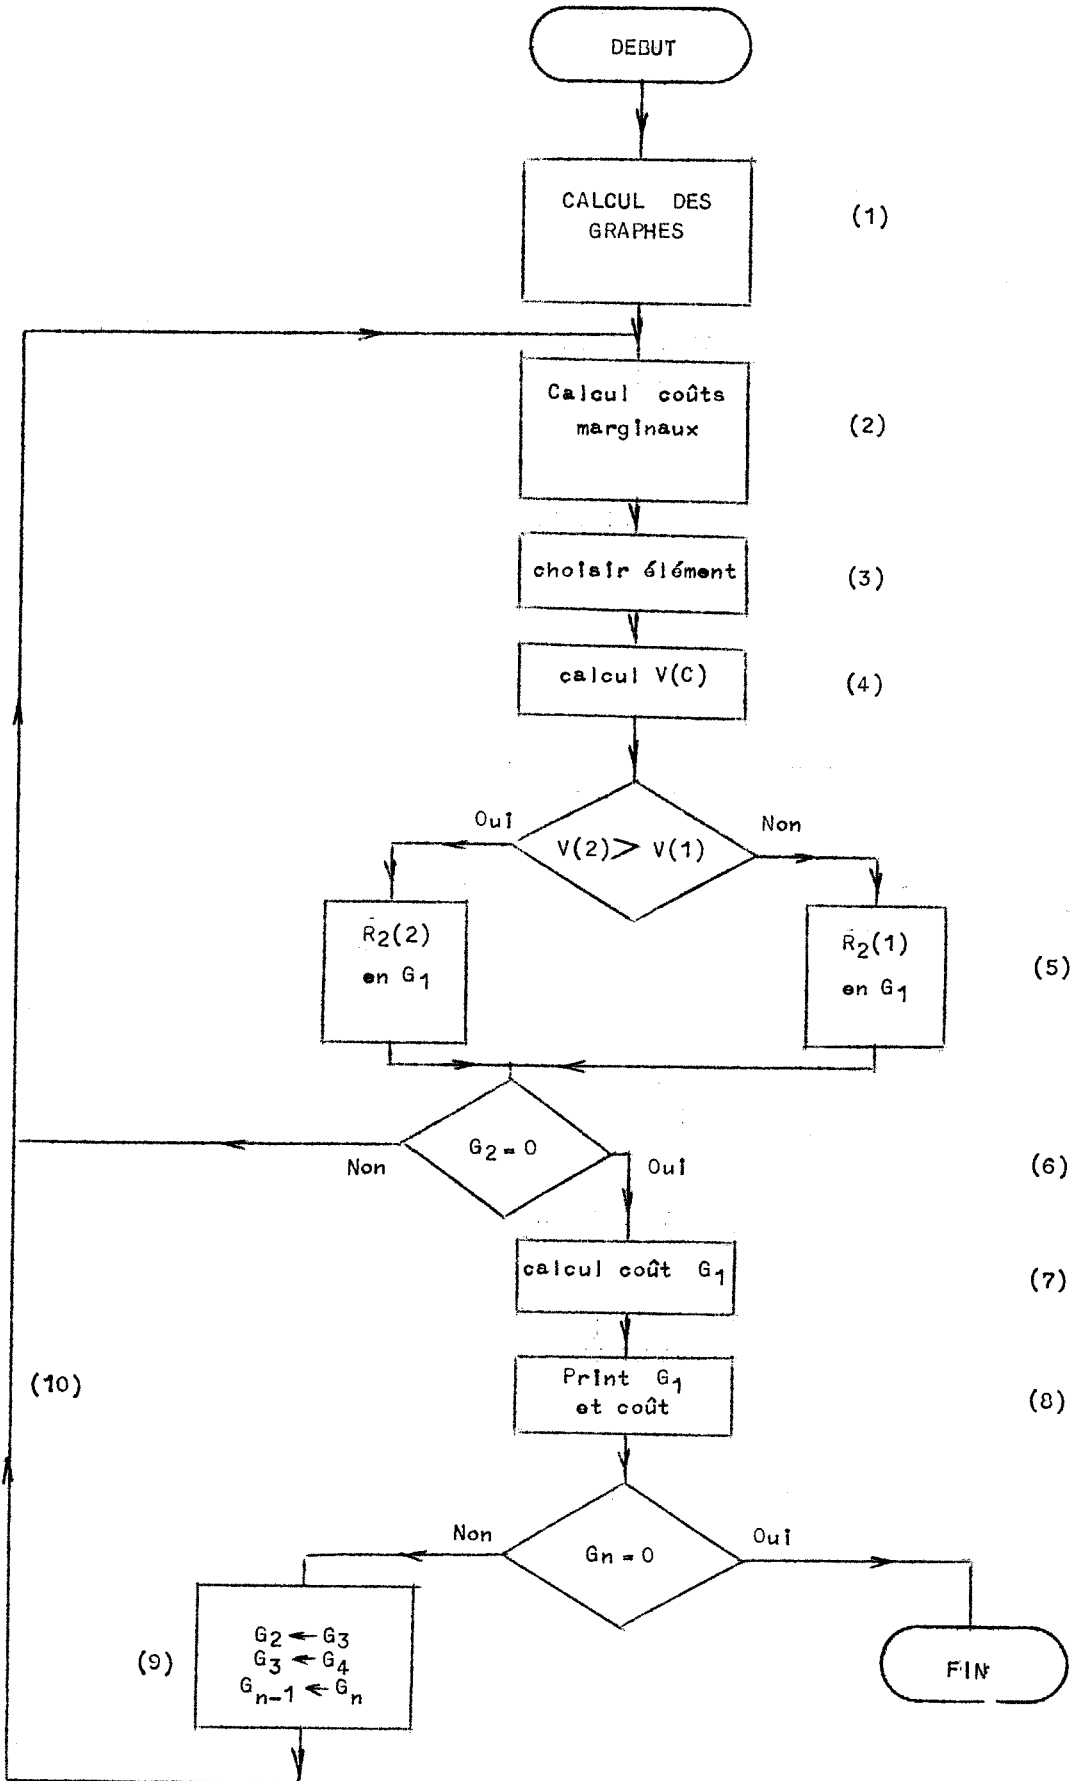 DEBUT
CALCUL DES
GRAPHES
(1)
Calcul coûts
marginaux
(2)
choisir élément
(3)
calcul V(C)
(4)
Oui
V(2) > V(1)
Non
R2(2)
en G1
R2(1)
en G1
(5)
G2 = 0
Non
Oui
(6)
calcul coût G1
(7)
Print G1
et coût
(8)
(10)
Non
Gn = 0
Oui
G2 ← G3
G3 ← G4
Gn-1 ← Gn
(9)
FIN